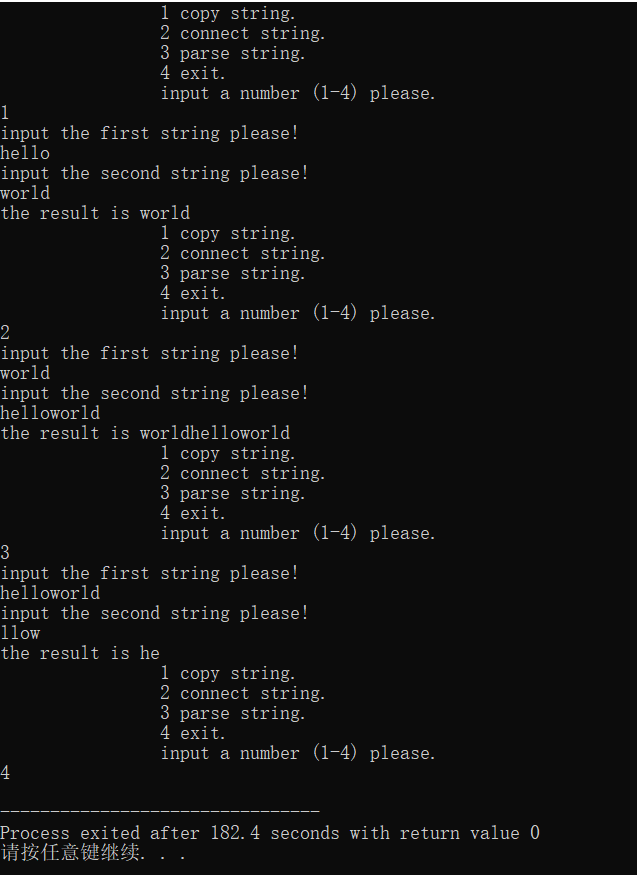 1 copy string.
2 connect string.
3 parse string.
4 exit.
input a number (1-4) please.
1
input the first string please!
hello
input the second string please!
world
the result is world
1 copy string.
2 connect string.
3 parse string.
4 exit.
input a number (1-4) please.
2
input the first string please!
world
input the second string please!
helloworld
the result is worldhelloworld
1 copy string.
2 connect string.
3 parse string.
4 exit.
input a number (1-4) please.
3
input the first string please!
helloworld
input the second string please!
llow
the result is he
1 copy string.
2 connect string.
3 parse string.
4 exit.
input a number (1-4) please.
4
--------------------------------
Process exited after 182.4 seconds with return value 0
请按任意键继续. . .